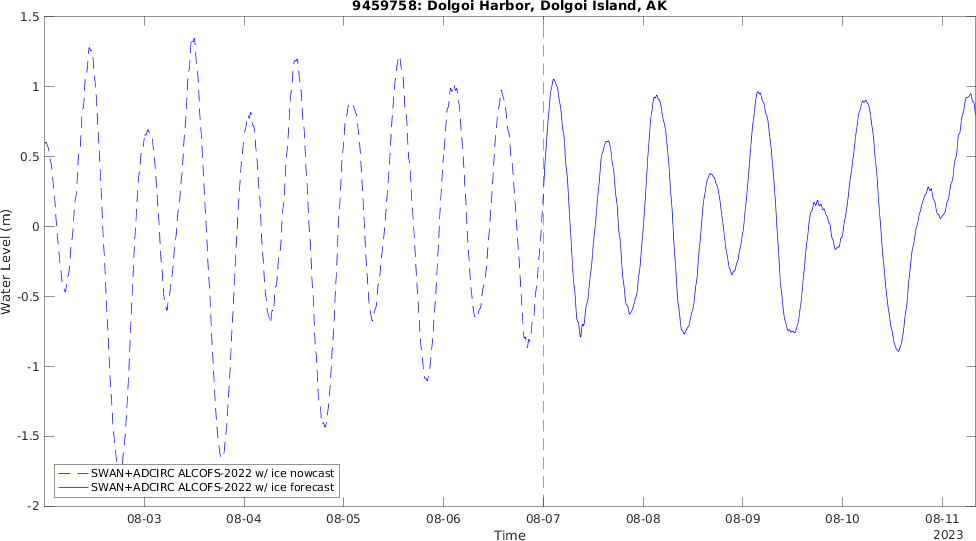 9459758: Dolgoi Harbor, Dolgoi Island, AK
1.5
1
0.5
0
-0.5
-1
-1.5
-2
Water Level (m)
SWAN+ADCIRC ALCOFS-2022 w/ ice nowcast
SWAN+ADCIRC ALCOFS-2022 w/ ice forecast
08-03 08-04 08-05 08-06 08-07 08-08 08-09 08-10 08-11
Time
2023